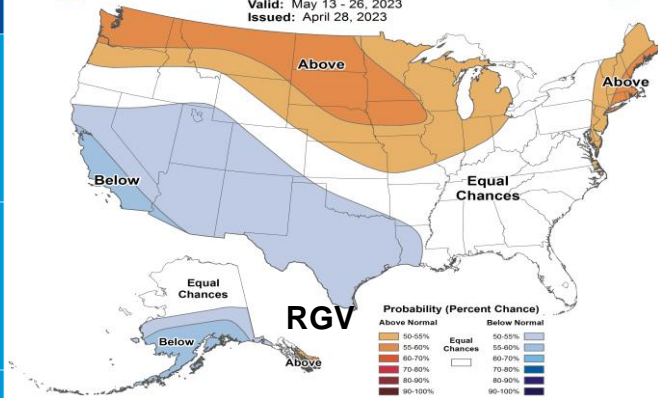 Valid: May 13 - 26, 2023
Issued: April 28, 2023
Above
Above
Below
Equal
Chances
Equal
Chances
Below
Above
RGV
Probability (Percent Chance)
Above Normal
Below Normal
Equal
Chances
50-55%
50-55%
55-60%
55-60%
60-70%
60-70%
70-80%
70-80%
80-90%
80-90%
90-100%
90-100%